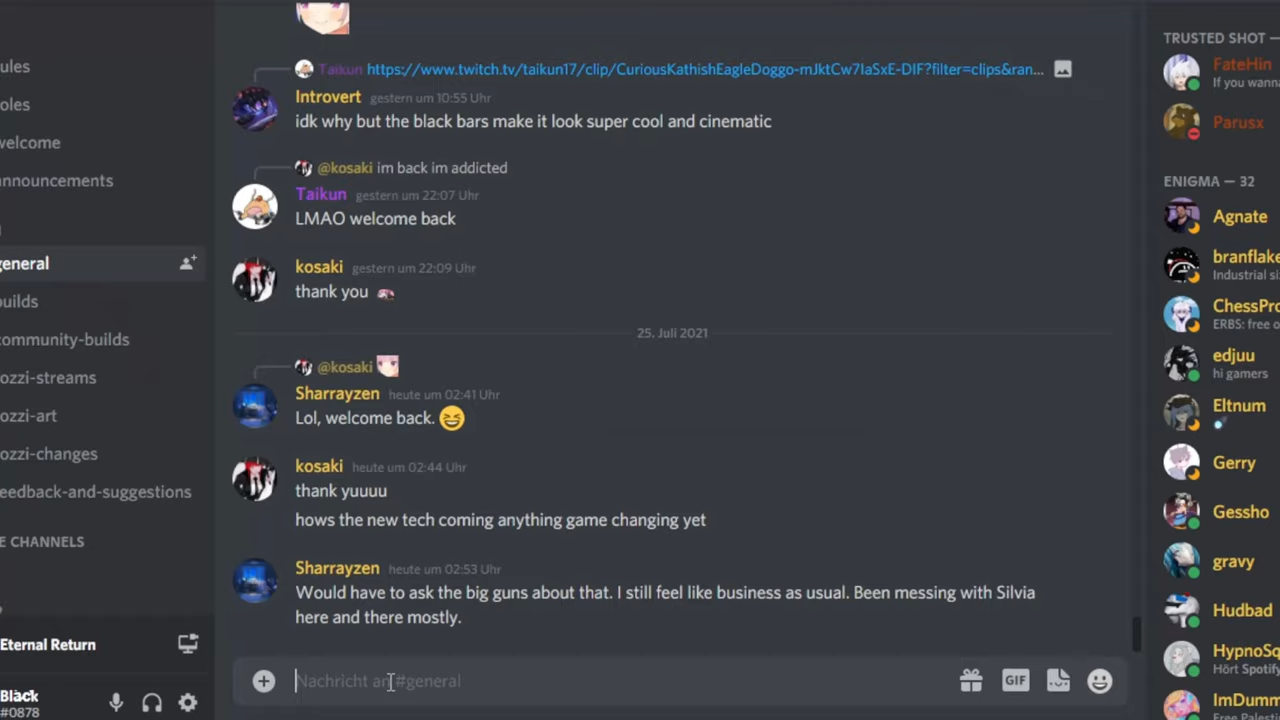 ules
oles
welcome
announcements
general
builds
community-builds
ozzi-streams
ozzi-art
ozzi-changes
feedback-and-suggestions
E CHANNELS
Eternal Return
Blàck
#0878
Taikun https://www.twitch.tv/taikun17/clip/CuriousKathishEagleDoggo-mJktCw7IaSxE-DIF?filter=clips&ran...
Introvert gestern um 10:55 Uhr
idk why but the black bars make it look super cool and cinematic
@kosaki im back im addicted
Taikun gestern um 22:07 Uhr
LMAO welcome back
kosaki gestern um 22:09 Uhr
thank you
25. Juli 2021
@kosaki
Sharrayzen heute um 02:41 Uhr
Lol, welcome back.
kosaki heute um 02:44 Uhr
thank yuuuu
hows the new tech coming anything game changing yet
Sharrayzen heute um 02:53 Uhr
Would have to ask the big guns about that. I still feel like business as usual. Been messing with Silvia
here and there mostly.
Nachricht an #general
GIF
TRUSTED SHOT —
FateHin
If you wanna
Parusx
ENIGMA — 32
Agnate
branflake
Industrial si
ChessPro
ERBS: free o
edjuu
hi gamers
Eltnum
Gerry
Gessho
gravy
Hudbad
HypnoSq
Hört Spotify
ImDumm
Free Palesti